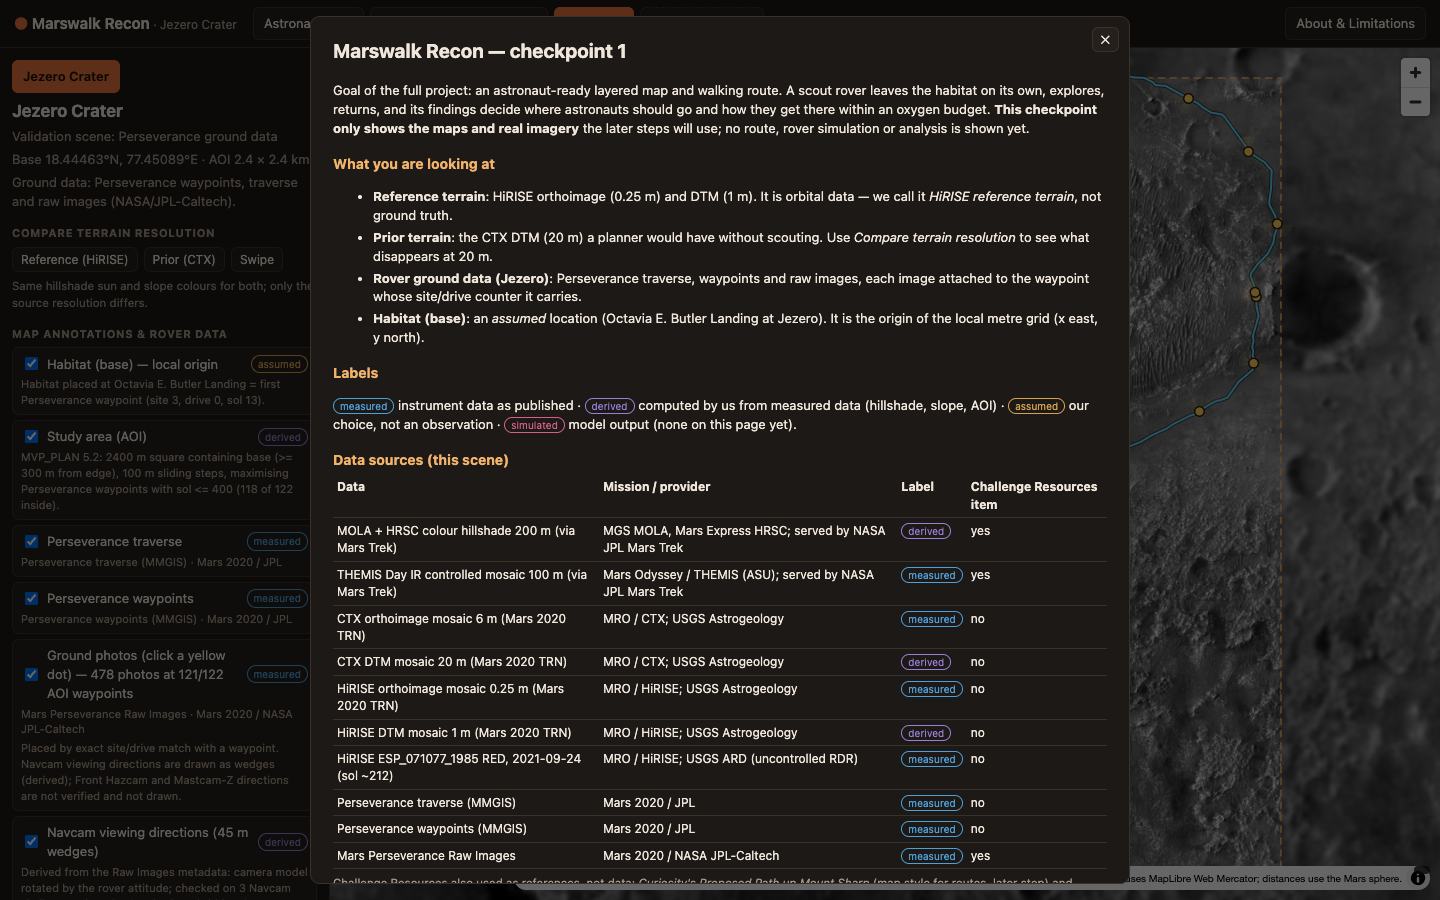 Marswalk Recon · Jezero Crater
Astrona
About & Limitations
Jezero Crater
Jezero Crater
Validation scene: Perseverance ground data
Base 18.44463°N, 77.45089°E · AOI 2.4 × 2.4 km
Ground data: Perseverance waypoints, traverse
and raw images (NASA/JPL-Caltech).
COMPARE TERRAIN RESOLUTION
Reference (HiRISE)
Prior (CTX)
Swipe
Same hillshade sun and slope colours for both; only the
source resolution differs.
MAP ANNOTATIONS & ROVER DATA
Habitat (base) — local origin
assumed
Habitat placed at Octavia E. Butler Landing = first
Perseverance waypoint (site 3, drive 0, sol 13).
Study area (AOI)
derived
MVP_PLAN 5.2: 2400 m square containing base (>=
300 m from edge), 100 m sliding steps, maximising
Perseverance waypoints with sol <= 400 (118 of 122
inside).
Perseverance traverse
measured
Perseverance traverse (MMGIS) · Mars 2020 / JPL
Perseverance waypoints
measured
Perseverance waypoints (MMGIS) · Mars 2020 / JPL
Ground photos (click a yellow
dot) — 478 photos at 121/122
AOI waypoints
measured
Mars Perseverance Raw Images · Mars 2020 / NASA
JPL-Caltech
Placed by exact site/drive match with a waypoint.
Navcam viewing directions are drawn as wedges
(derived); Front Hazcam and Mastcam-Z directions
are not verified and not drawn.
Navcam viewing directions (45 m
wedges)
derived
Derived from the Raw Images metadata: camera model
rotated by the rover attitude; checked on 3 Navcam
Marswalk Recon — checkpoint 1
×
Goal of the full project: an astronaut-ready layered map and walking route. A scout rover leaves the habitat on its own, explores,
returns, and its findings decide where astronauts should go and how they get there within an oxygen budget. This checkpoint
only shows the maps and real imagery the later steps will use; no route, rover simulation or analysis is shown yet.
What you are looking at
• Reference terrain: HiRISE orthoimage (0.25 m) and DTM (1 m). It is orbital data — we call it HiRISE reference terrain, not
ground truth.
• Prior terrain: the CTX DTM (20 m) a planner would have without scouting. Use Compare terrain resolution to see what
disappears at 20 m.
• Rover ground data (Jezero): Perseverance traverse, waypoints and raw images, each image attached to the waypoint
whose site/drive counter it carries.
• Habitat (base): an assumed location (Octavia E. Butler Landing at Jezero). It is the origin of the local metre grid (x east,
y north).
Labels
measured instrument data as published · derived computed by us from measured data (hillshade, slope, AOI) · assumed our
choice, not an observation · simulated model output (none on this page yet).
Data sources (this scene)
Data Mission / provider Label Challenge Resources
item
MOLA + HRSC colour hillshade 200 m (via MGS MOLA, Mars Express HRSC; served by NASA derived yes
Mars Trek) JPL Mars Trek
THEMIS Day IR controlled mosaic 100 m (via Mars Odyssey / THEMIS (ASU); served by NASA measured yes
Mars Trek) JPL Mars Trek
CTX orthoimage mosaic 6 m (Mars 2020 MRO / CTX; USGS Astrogeology measured no
TRN)
CTX DTM mosaic 20 m (Mars 2020 TRN) MRO / CTX; USGS Astrogeology derived no
HiRISE orthoimage mosaic 0.25 m (Mars MRO / HiRISE; USGS Astrogeology measured no
2020 TRN)
HiRISE DTM mosaic 1 m (Mars 2020 TRN) MRO / HiRISE; USGS Astrogeology derived no
HiRISE ESP_071077_1985 RED, 2021-09-24 MRO / HiRISE; USGS ARD (uncontrolled RDR) measured no
(sol ~212)
Perseverance traverse (MMGIS) Mars 2020 / JPL measured no
Perseverance waypoints (MMGIS) Mars 2020 / JPL measured no
Mars Perseverance Raw Images Mars 2020 / NASA JPL-Caltech measured yes
Challenge Resources also used as references, not data: Curiosity's Proposed Path up Mount Sharp (map style for routes, later step) and
+
−
uses MapLibre Web Mercator; distances use the Mars sphere.